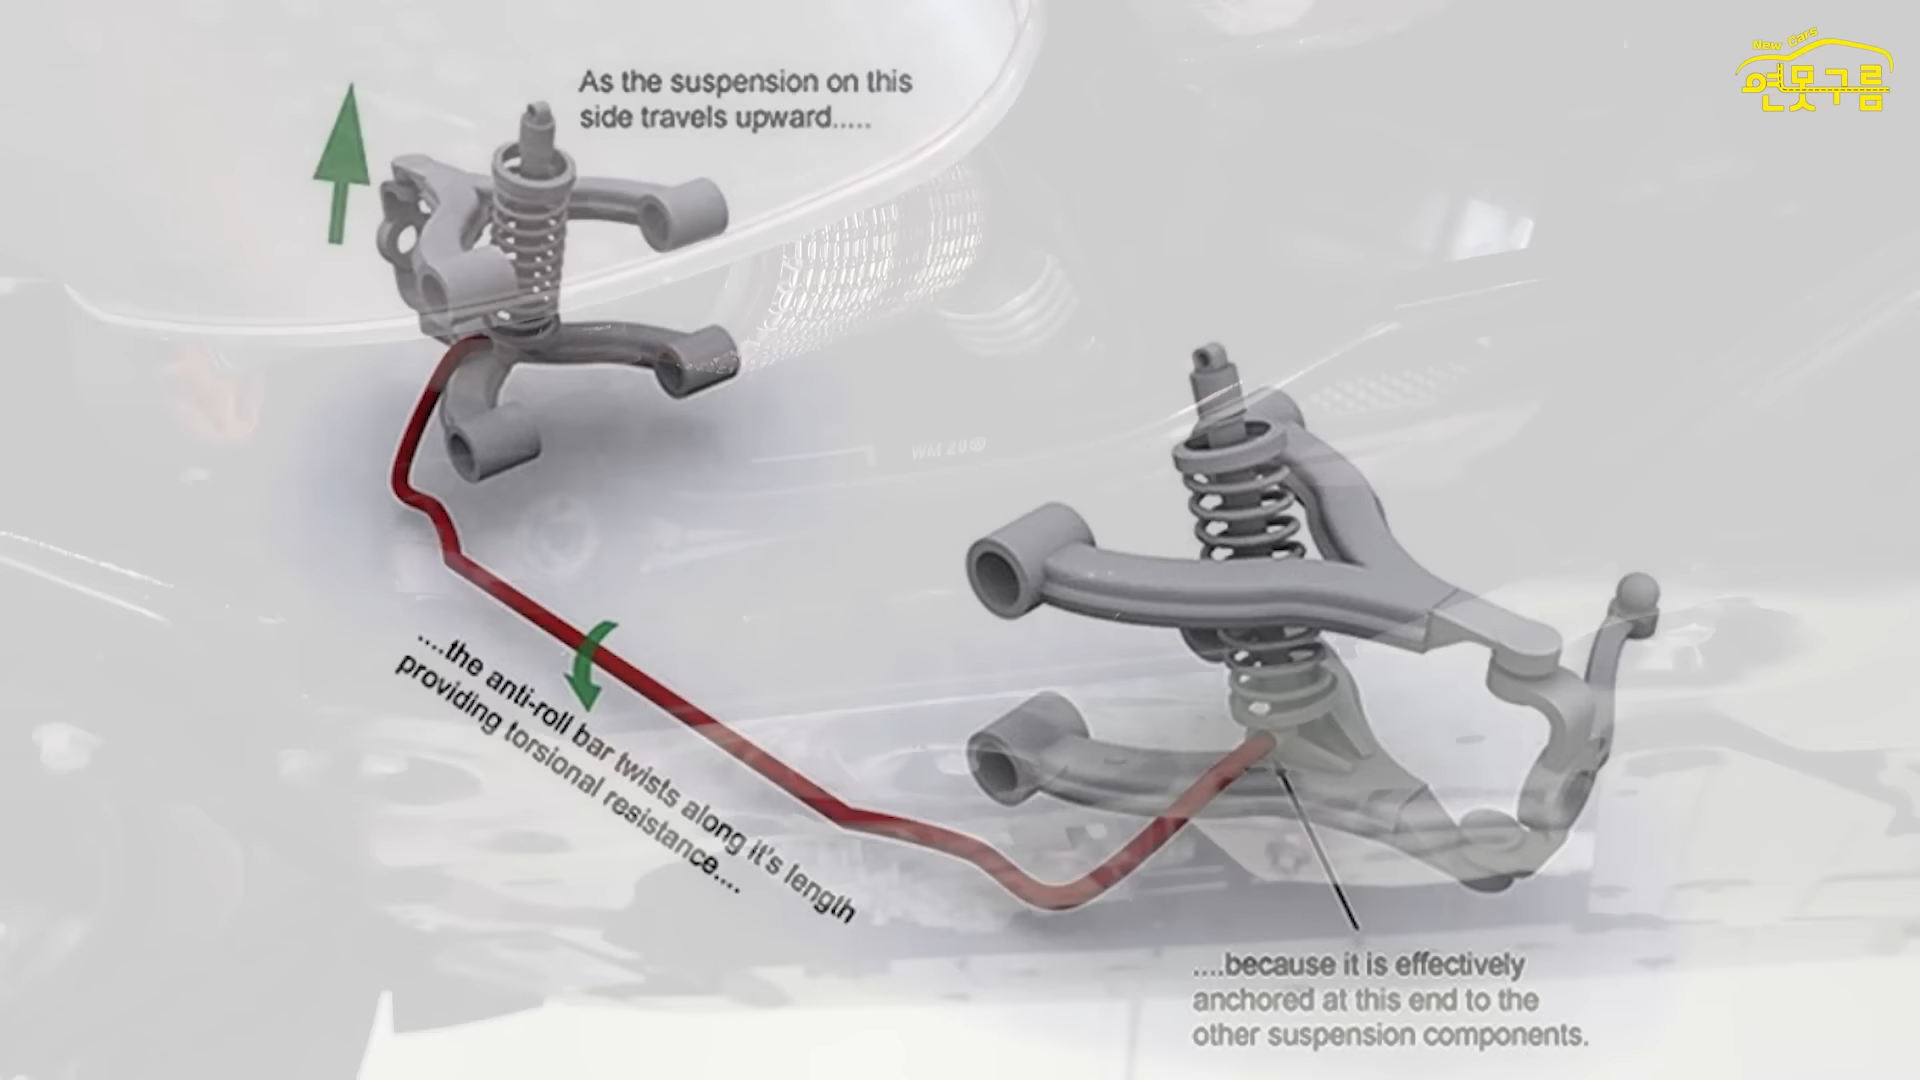 New Cars
연못구름
As the suspension on this
side travels upward.....
WM 20
....the anti-roll bar twists along it's length
providing torsional resistance....
....because it is effectively
anchored at this end to the
other suspension components.